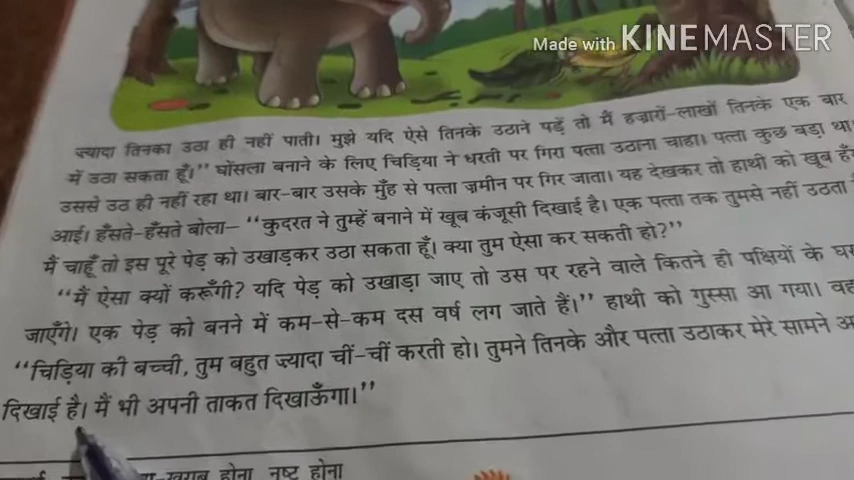 Made with KINEMASTER
ज्यादा तिनका उठा ही नहीं पाती। मुझे यदि ऐसे तिनके उठाने पड़ें तो मैं हज़ारों-लाखों तिनके एक बार
में उठा सकता हूँ।” घोंसला बनाने के लिए चिड़िया ने धरती पर गिरा पत्ता उठाना चाहा। पत्ता कुछ बड़ा था।
उससे उठ ही नहीं रहा था। बार-बार उसके मुँह से पत्ता ज़मीन पर गिर जाता। यह देखकर तो हाथी को खूब
आई। हँसते-हँसते बोला– “कुदरत ने तुम्हें बनाने में खूब कंजूसी दिखाई है। एक पत्ता तक तुमसे नहीं उठता
मैं चाहूँ तो इस पूरे पेड़ को उखाड़कर उठा सकता हूँ। क्या तुम ऐसा कर सकती हो?”
“मैं ऐसा क्यों करूँगी? यदि पेड़ को उखाड़ा जाए तो उस पर रहने वाले कितने ही पक्षियों के
जाएँगे। एक पेड़ को बनने में कम-से-कम दस वर्ष लग जाते हैं।” हाथी को गुस्सा आ गया। वह
“चिड़िया की बच्ची, तुम बहुत ज्यादा चीं-चीं करती हो। तुमने तिनके और पत्ता उठाकर मेरे सामने
दिखाई है। मैं भी अपनी ताकत दिखाऊँगा।”
होना, नष्ट होना